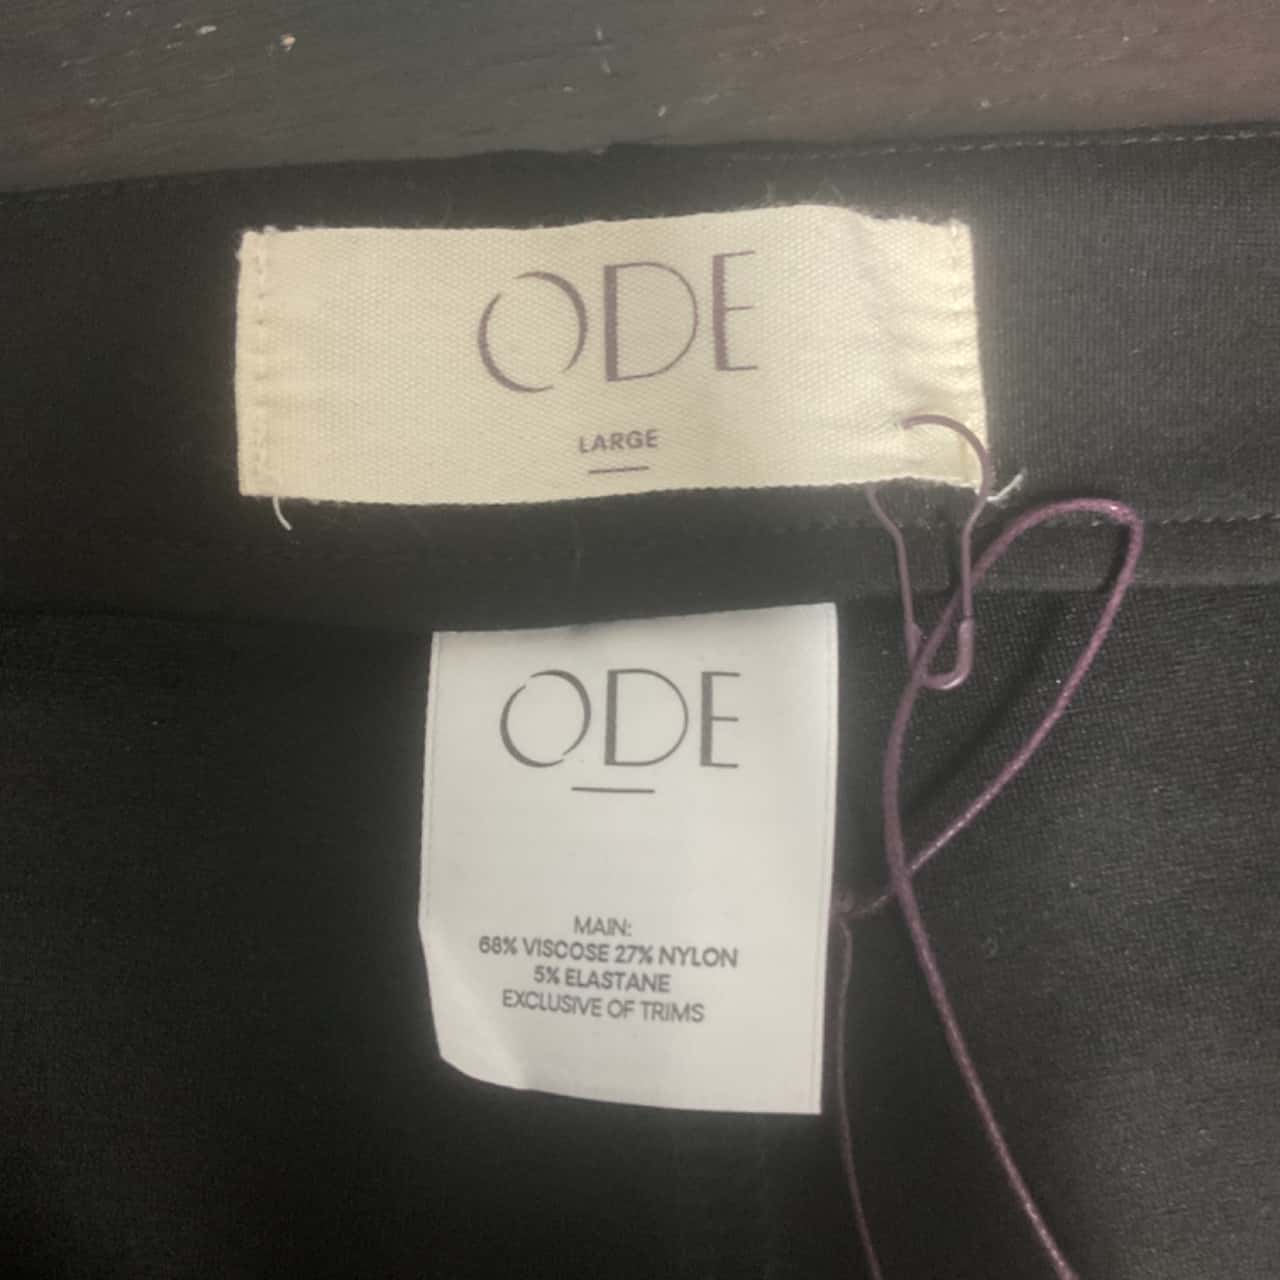 ODE
LARGE
ODE
MAIN:
68% VISCOSE 27% NYLON
5% ELASTANE
EXCLUSIVE OF TRIMS